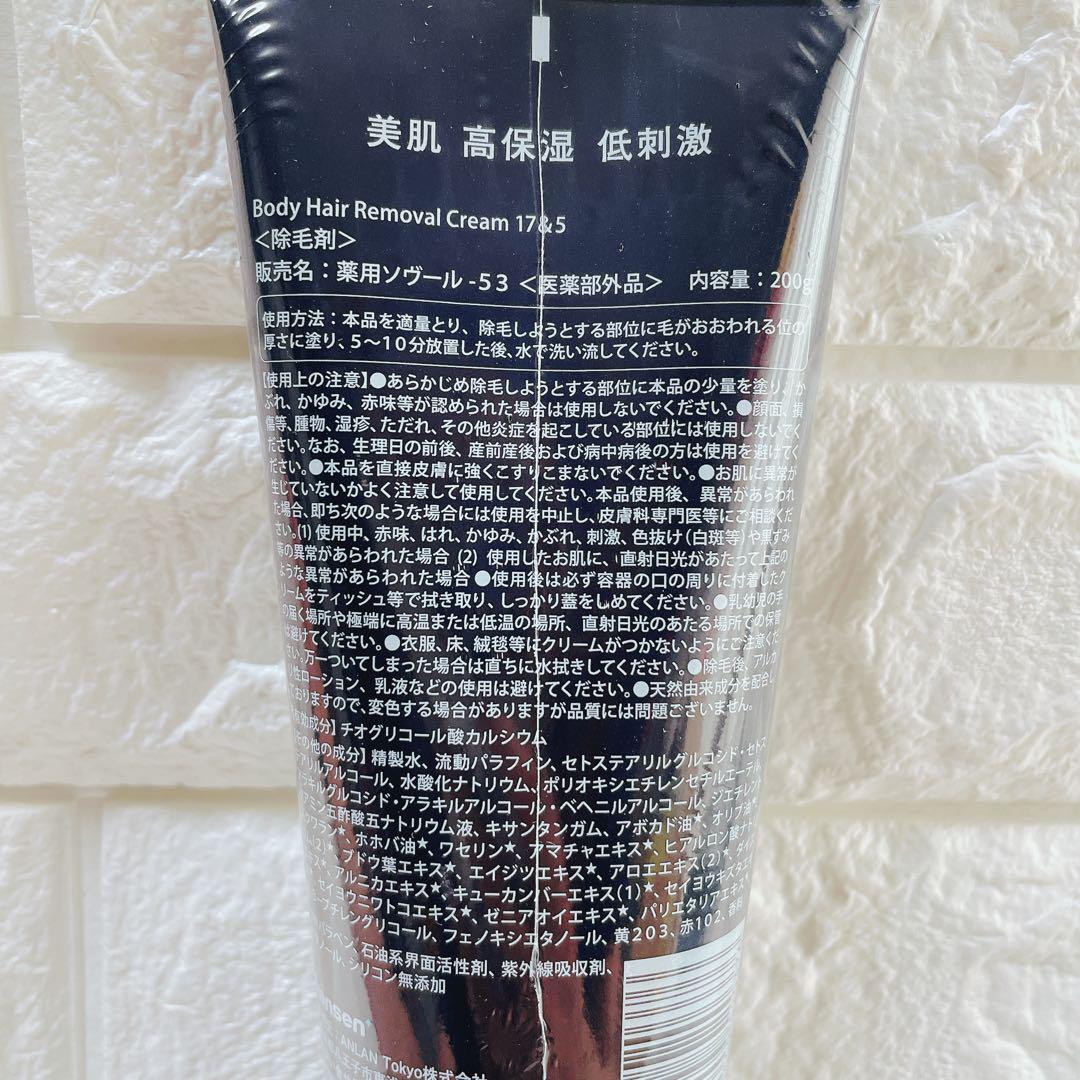 美肌 高保湿 低刺激
Body Hair Removal Cream 17&5
＜除毛剤＞
販売名：薬用ソヴール -53 ＜医薬部外品＞ 内容量：200g
使用方法：本品を適量とり、除毛しようとする部位に毛がおおわれる位の
厚さに塗り、5〜10分放置した後、水で洗い流してください。
【使用上の注意】●あらかじめ除毛しようとする部位に本品の少量を塗り、か
ぶれ、かゆみ、赤味等が認められた場合は使用しないでください。●顔面、損
傷等、腫物、湿疹、ただれ、その他炎症を起こしている部位には使用しないでく
ださい。なお、生理日の前後、産前産後および病中病後の方は使用を避けてく
ださい。●本品を直接皮膚に強くこすりこまないでください。●お肌に異常が
生じていないかよく注意して使用してください。本品使用後、異常があらわれ
た場合、即ち次のような場合には使用を中止し、皮膚科専門医等にご相談くだ
さい。(1) 使用中、赤味、はれ、かゆみ、かぶれ、刺激、色抜け（白斑等）や黒ずみ
等の異常があらわれた場合 (2) 使用したお肌に、直射日光があたって上記の
ような異常があらわれた場合 ●使用後は必ず容器の口の周りに付着したク
リームをティッシュ等で拭き取り、しっかり蓋をしめてください。●乳幼児の手
の届く場所や極端に高温または低温の場所、直射日光のあたる場所での保管
は避けてください。●衣服、床、絨毯等にクリームがつかないようにご注意くだ
さい。万一ついてしまった場合は直ちに水拭きしてください。●除毛後、アルカ
リ性ローション、乳液などの使用は避けてください。●天然由来成分を配合し
ておりますので、変色する場合がありますが品質には問題ございません。
有効成分】チオグリコール酸カルシウム
その他の成分】精製水、流動パラフィン、セトステアリルグルコシド・セトス
テアリルアルコール、水酸化ナトリウム、ポリオキシエチレンセチルエーテル、
アラキルグルコシド・アラキルアルコール・ベヘニルアルコール、ジエチレント
アミン五酢酸五ナトリウム液、キサンタンガム、アボカド油★、オリブ油★、
クワラン★、ホホバ油★、ワセリン★、アマチャエキス★、ヒアルロン酸ナト
(2)★、ブドウ葉エキス★、エイジツエキス★、アロエエキス(2)★、ダイズ
ス★、アルニカエキス★、キューカンバーエキス(1)★、セイヨウキズタエ
セイヨウニワトコエキス★、ゼニアオイエキス★、パリエタリアエキス★
ーブチレングリコール、フェノキシエタノール、黄203、赤102、香料
パラベン、石油系界面活性剤、紫外線吸収剤、
ノール、シリコン無添加
nsen+
ANLAN Tokyo株式会社
八王子市東浅